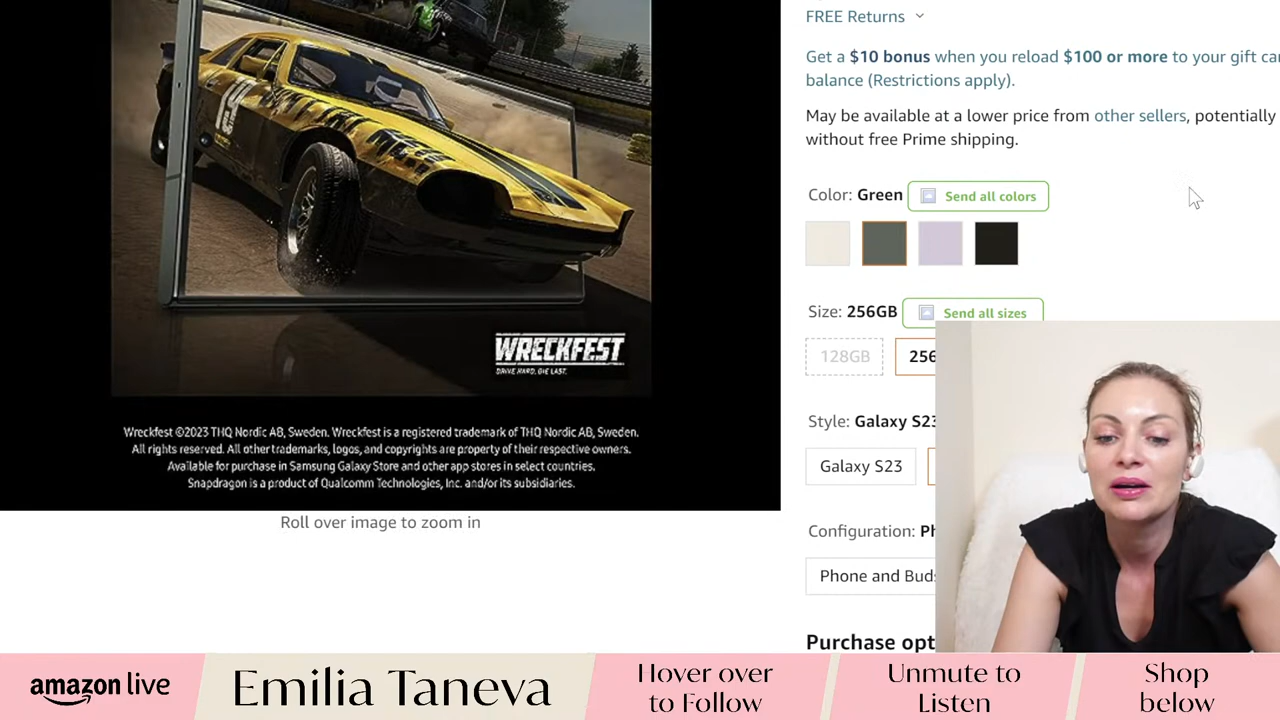 FREE Returns
Get a $10 bonus when you reload $100 or more to your gift
balance (Restrictions apply).
May be available at a lower price from other sellers, potentially
without free Prime shipping.
Color: Green
Send all colors
Size: 256GB
Send all sizes
128GB
256
Style: Galaxy S23
Galaxy S23
Configuration:
Phone and
WRECKFEST
DRIVE HARD. DIE LAST.
Wreckfest ©2023 THQ Nordic AB, Sweden. Wreckfest is a registered trademark of THQ Nordic AB, Sweden.
All rights reserved. All other trademarks, logos, and copyrights are property of their respective owners.
Available for purchase in Samsung Galaxy Store and other app stores in select countries.
Snapdragon is a product of Qualcomm Technologies, Inc. and/or its subsidiaries.
Roll over image to zoom in
Purchase
amazon live
Emilia Taneva
Hover over
to Follow
Unmute to
Listen
Shop
below